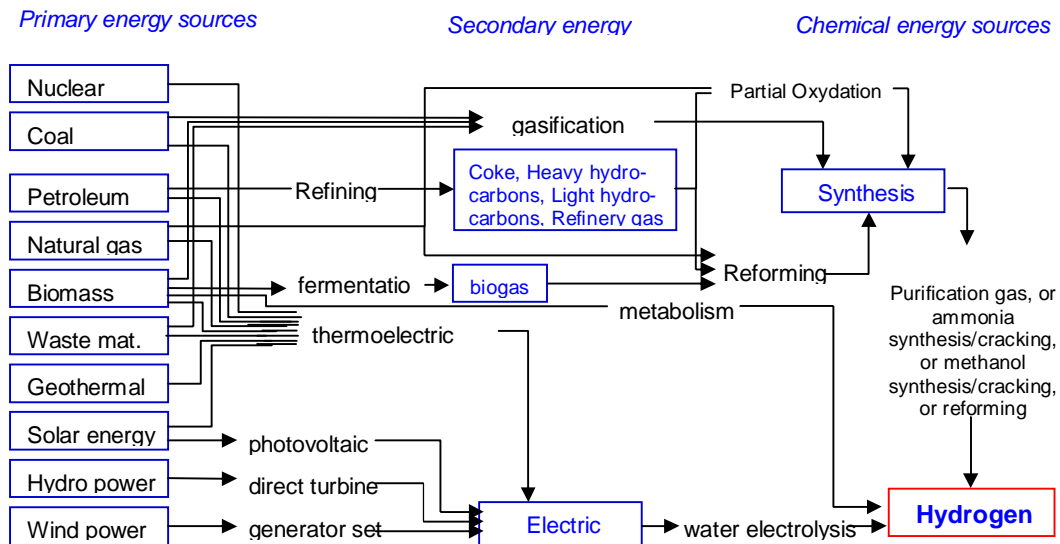 Primary energy sources
Secondary energy
Chemical energy sources
Nuclear
Coal
Petroleum
Natural gas
Biomass
Waste mat.
Geothermal
Solar energy
Hydro power
Wind power
Refining
fermentatio
thermoelectric
photovoltaic
direct turbine
generator set
gasification
Coke, Heavy hydro-
carbons, Light hydro-
carbons, Refinery gas
biogas
metabolism
Electric
Partial Oxydation
Synthesis
Reforming
water electrolysis
Purification gas, or
ammonia
synthesis/cracking,
or methanol
synthesis/cracking,
or reforming
Hydrogen